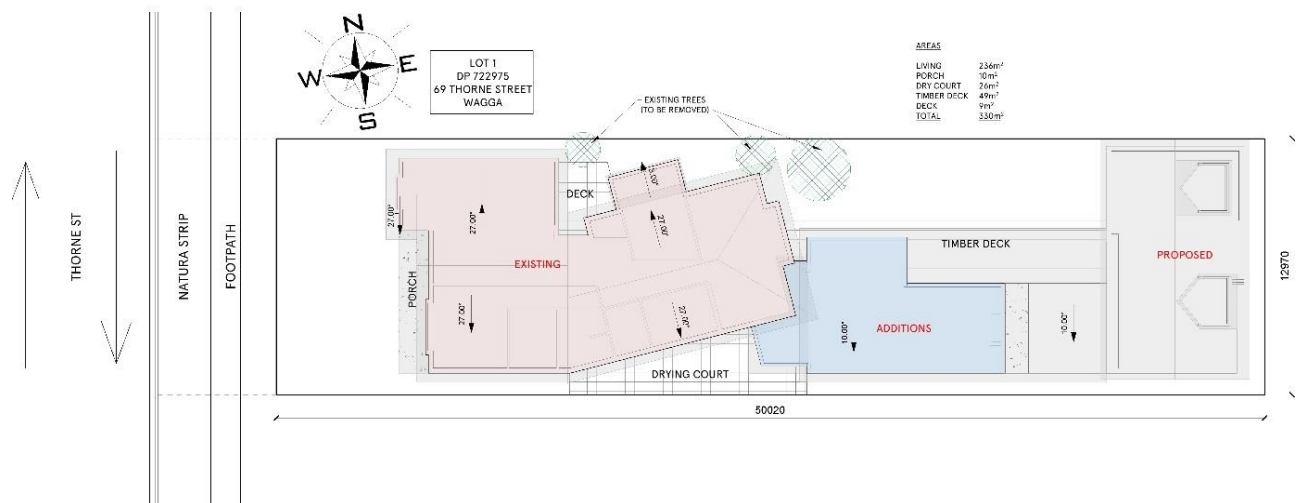 N
W
E
S
LOT 1
DP 722975
69 THORNE STREET
WAGGA
AREAS
LIVING 236m²
PORCH 10m²
DRY COURT 26m²
TIMBER DECK 49m²
DECK 9m²
TOTAL 330m²
EXISTING TREES
(TO BE REMOVED)
THORNE ST
NATURA STRIP
FOOTPATH
PORCH
27.00°
27.00°
27.00°
EXISTING
DECK
27.00°
27.00°
DRYING COURT
TIMBER DECK
ADDITIONS
10.00°
10.00°
PROPOSED
12970
50020